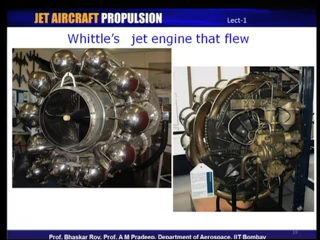 JET AIRCRAFT PROPULSION
Lect-1
Whittle's jet engine that flew
Prof. Bhaskar Roy, Prof. A M Pradeep, Department of Aerospace, IIT Bombay